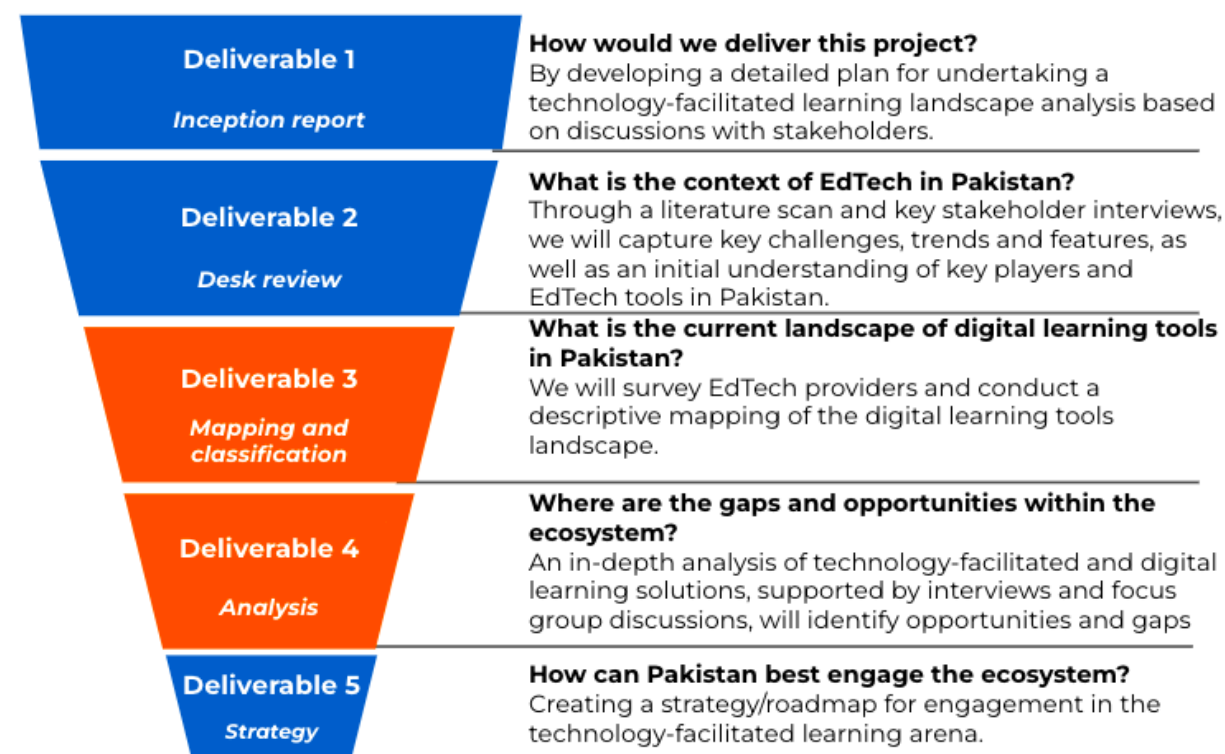 Deliverable 1
Inception report
How would we deliver this project?
By developing a detailed plan for undertaking a
technology-facilitated learning landscape analysis based
on discussions with stakeholders.
Deliverable 2
Desk review
What is the context of EdTech in Pakistan?
Through a literature scan and key stakeholder interviews,
we will capture key challenges, trends and features, as
well as an initial understanding of key players and
EdTech tools in Pakistan.
Deliverable 3
Mapping and
classification
What is the current landscape of digital learning tools
in Pakistan?
We will survey EdTech providers and conduct a
descriptive mapping of the digital learning tools
landscape.
Deliverable 4
Analysis
Where are the gaps and opportunities within the
ecosystem?
An in-depth analysis of technology-facilitated and digital
learning solutions, supported by interviews and focus
group discussions, will identify opportunities and gaps
Deliverable 5
Strategy
How can Pakistan best engage the ecosystem?
Creating a strategy/roadmap for engagement in the
technology-facilitated learning arena.